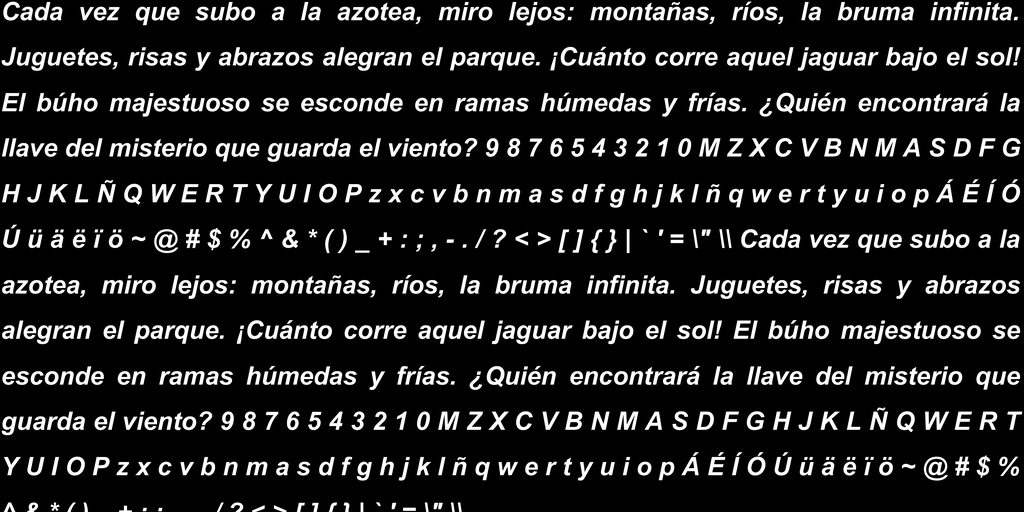 Cada vez que subo a la azotea, miro lejos: montañas, ríos, la bruma infinita.
Juguetes, risas y abrazos alegran el parque. ¡Cuánto corre aquel jaguar bajo el sol!
El búho majestuoso se esconde en ramas húmedas y frías. ¿Quién encontrará la
llave del misterio que guarda el viento? 9 8 7 6 5 4 3 2 1 0 M Z X C V B N M A S D F G
H J K L Ñ Q W E R T Y U I O P z x c v b n m a s d f g h j k l ñ q w e r t y u i o p Á É Í Ó
Ú ü ä ë ï ö ~ @ # $ % ^ & * ( ) _ + : ; , - . / ? < > [ ] { } | ` ' = \" \\ Cada vez que subo a la
azotea, miro lejos: montañas, ríos, la bruma infinita. Juguetes, risas y abrazos
alegran el parque. ¡Cuánto corre aquel jaguar bajo el sol! El búho majestuoso se
esconde en ramas húmedas y frías. ¿Quién encontrará la llave del misterio que
guarda el viento? 9 8 7 6 5 4 3 2 1 0 M Z X C V B N M A S D F G H J K L Ñ Q W E R T
Y U I O P z x c v b n m a s d f g h j k l ñ q w e r t y u i o p Á É Í Ó Ú ü ä ë ï ö ~ @ # $ %